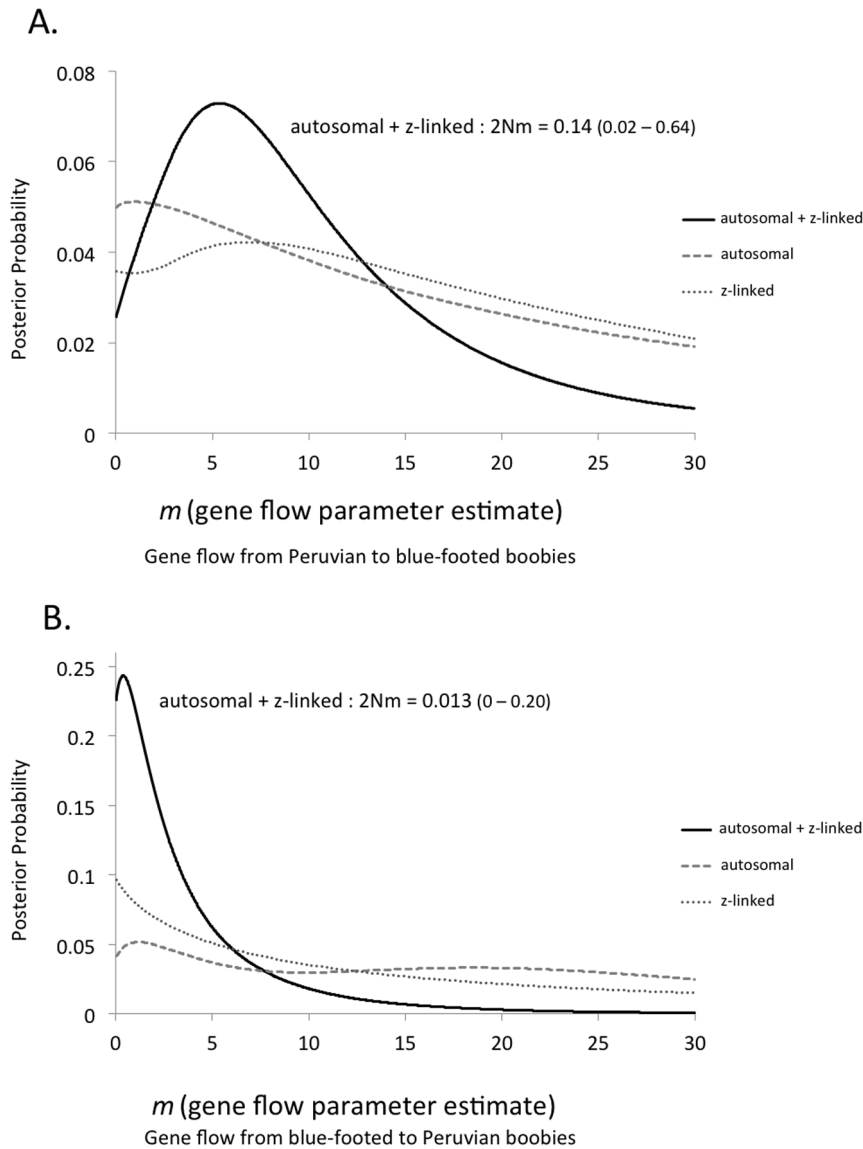 A.
0.08
autosomal + z-linked : 2Nm = 0.14 (0.02 – 0.64)
0.06
0.04
0.02
0
Posterior Probability
autosomal + z-linked
autosomal
z-linked
0 5 10 15 20 25 30
m (gene flow parameter estimate)
Gene flow from Peruvian to blue-footed boobies
B.
0.25
autosomal + z-linked : 2Nm = 0.013 (0 – 0.20)
0.2
0.15
0.1
0.05
0
Posterior Probability
autosomal + z-linked
autosomal
z-linked
0 5 10 15 20 25 30
m (gene flow parameter estimate)
Gene flow from blue-footed to Peruvian boobies